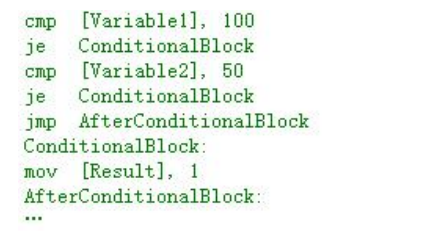 cmp [Variable1], 100
je ConditionalBlock
cmp [Variable2], 50
je ConditionalBlock
jmp AfterConditionalBlock
ConditionalBlock:
mov [Result], 1
AfterConditionalBlock:
…